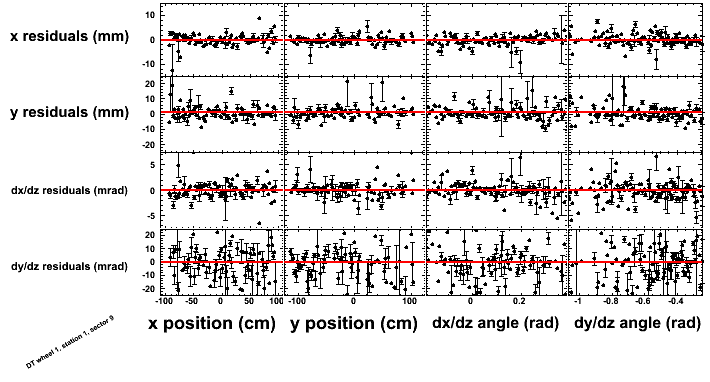 x residuals (mm)
10
0
-10
y residuals (mm)
20
10
0
-10
-20
dx/dz residuals (mrad)
5
0
-5
dy/dz residuals (mrad)
20
10
0
-10
-20
-100 -50 0 50 100
-100 0 100
0 0.2
-1 -0.8 -0.6 -0.4
x position (cm)
y position (cm)
dx/dz angle (rad)
dy/dz angle (rad)
DT wheel 1, station 1, sector 9